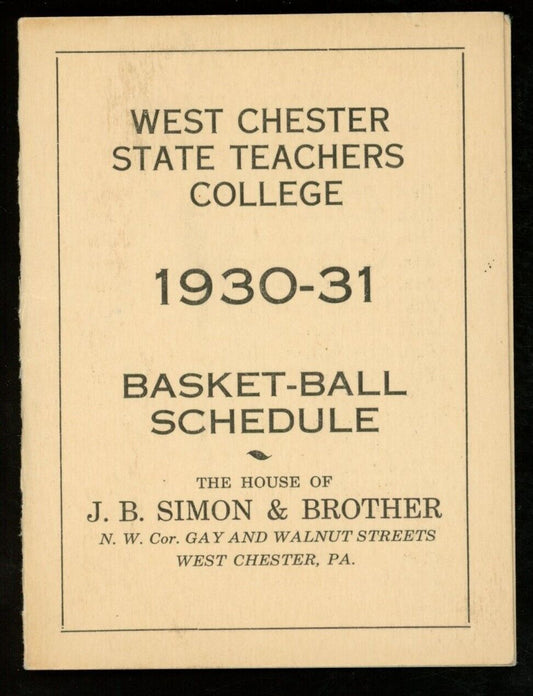 WEST CHESTER
STATE TEACHERS
COLLEGE
1930-31
BASKET-BALL
SCHEDULE
THE HOUSE OF
J. B. SIMON & BROTHER
N. W. Cor. GAY AND WALNUT STREETS
WEST CHESTER, PA.